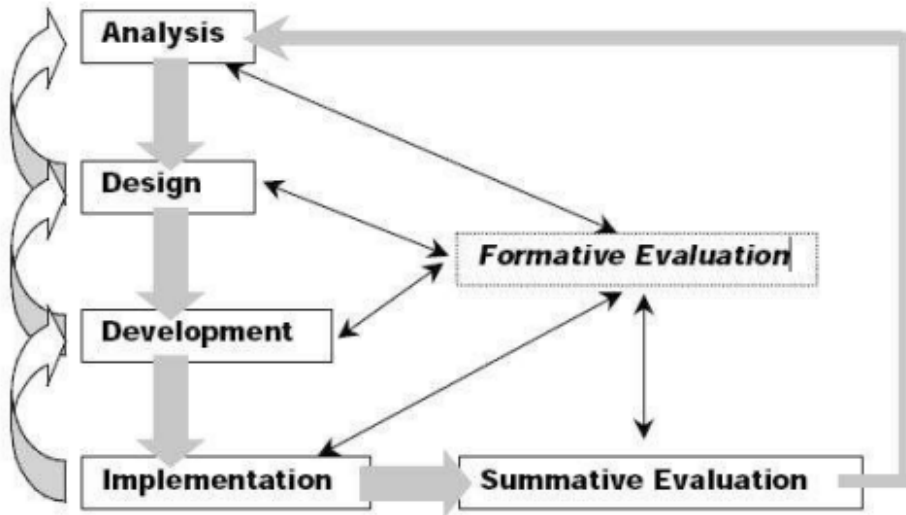 Analysis
Design
Formative Evaluation
Development
Implementation
Summative Evaluation